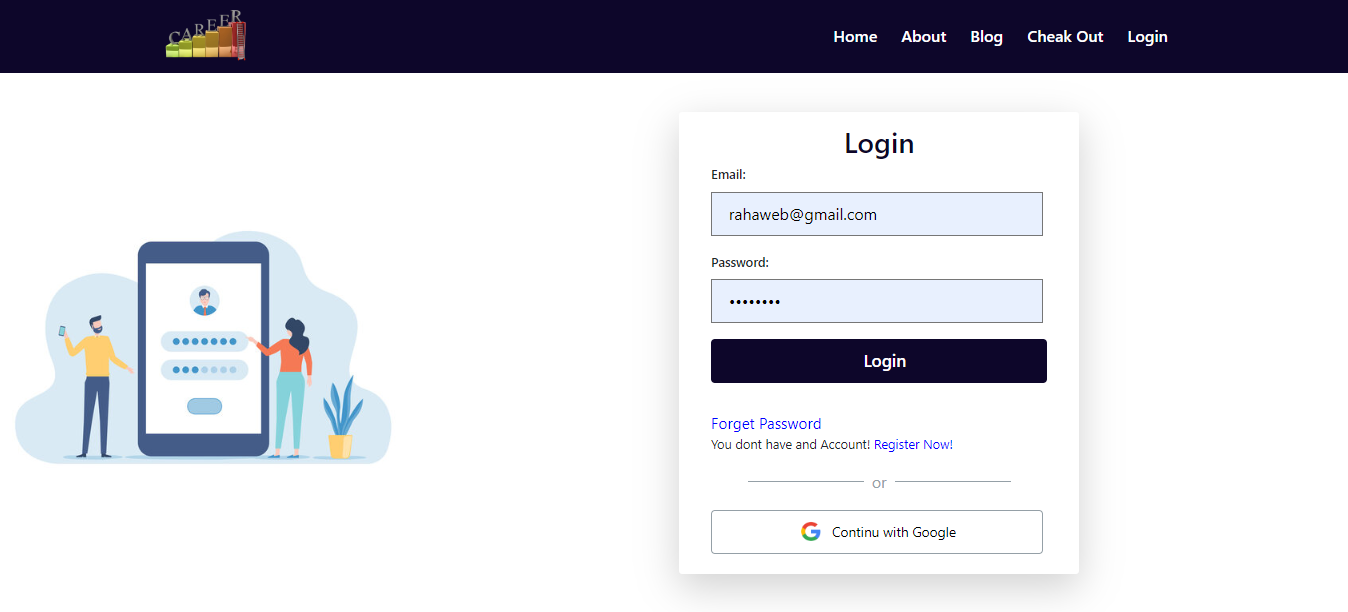 CAREER
Home About Blog Cheak Out Login
Login
Email:
rahaweb@gmail.com
Password:
••••••••
Login
Forget Password
You dont have and Account! Register Now!
or
Continu with Google